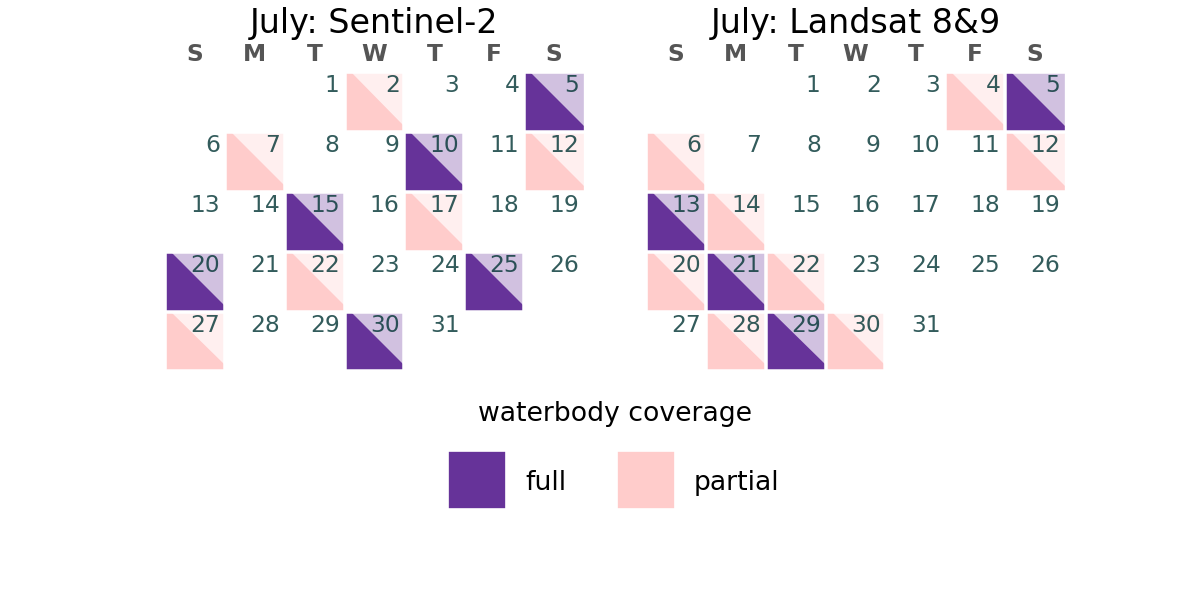 July: Sentinel-2
S M T W T F S
1 2 3 4 5
6 7 8 9 10 11 12
13 14 15 16 17 18 19
20 21 22 23 24 25 26
27 28 29 30 31
July: Landsat 8&9
S M T W T F S
1 2 3 4 5
6 7 8 9 10 11 12
13 14 15 16 17 18 19
20 21 22 23 24 25 26
27 28 29 30 31
waterbody coverage
full partial